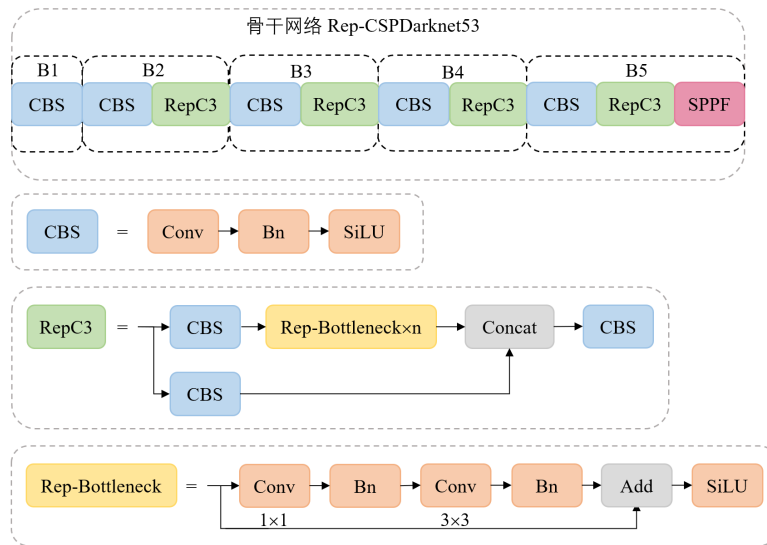 骨干网络 Rep-CSPDarknet53
B1 B2 B3 B4 B5
CBS CBS RepC3 CBS RepC3 CBS RepC3 CBS RepC3 SPPF
CBS = Conv Bn SiLU
RepC3 = CBS Rep-Bottleneck×n Concat CBS
CBS
Rep-Bottleneck = Conv Bn Conv Bn Add SiLU
1×1 3×3